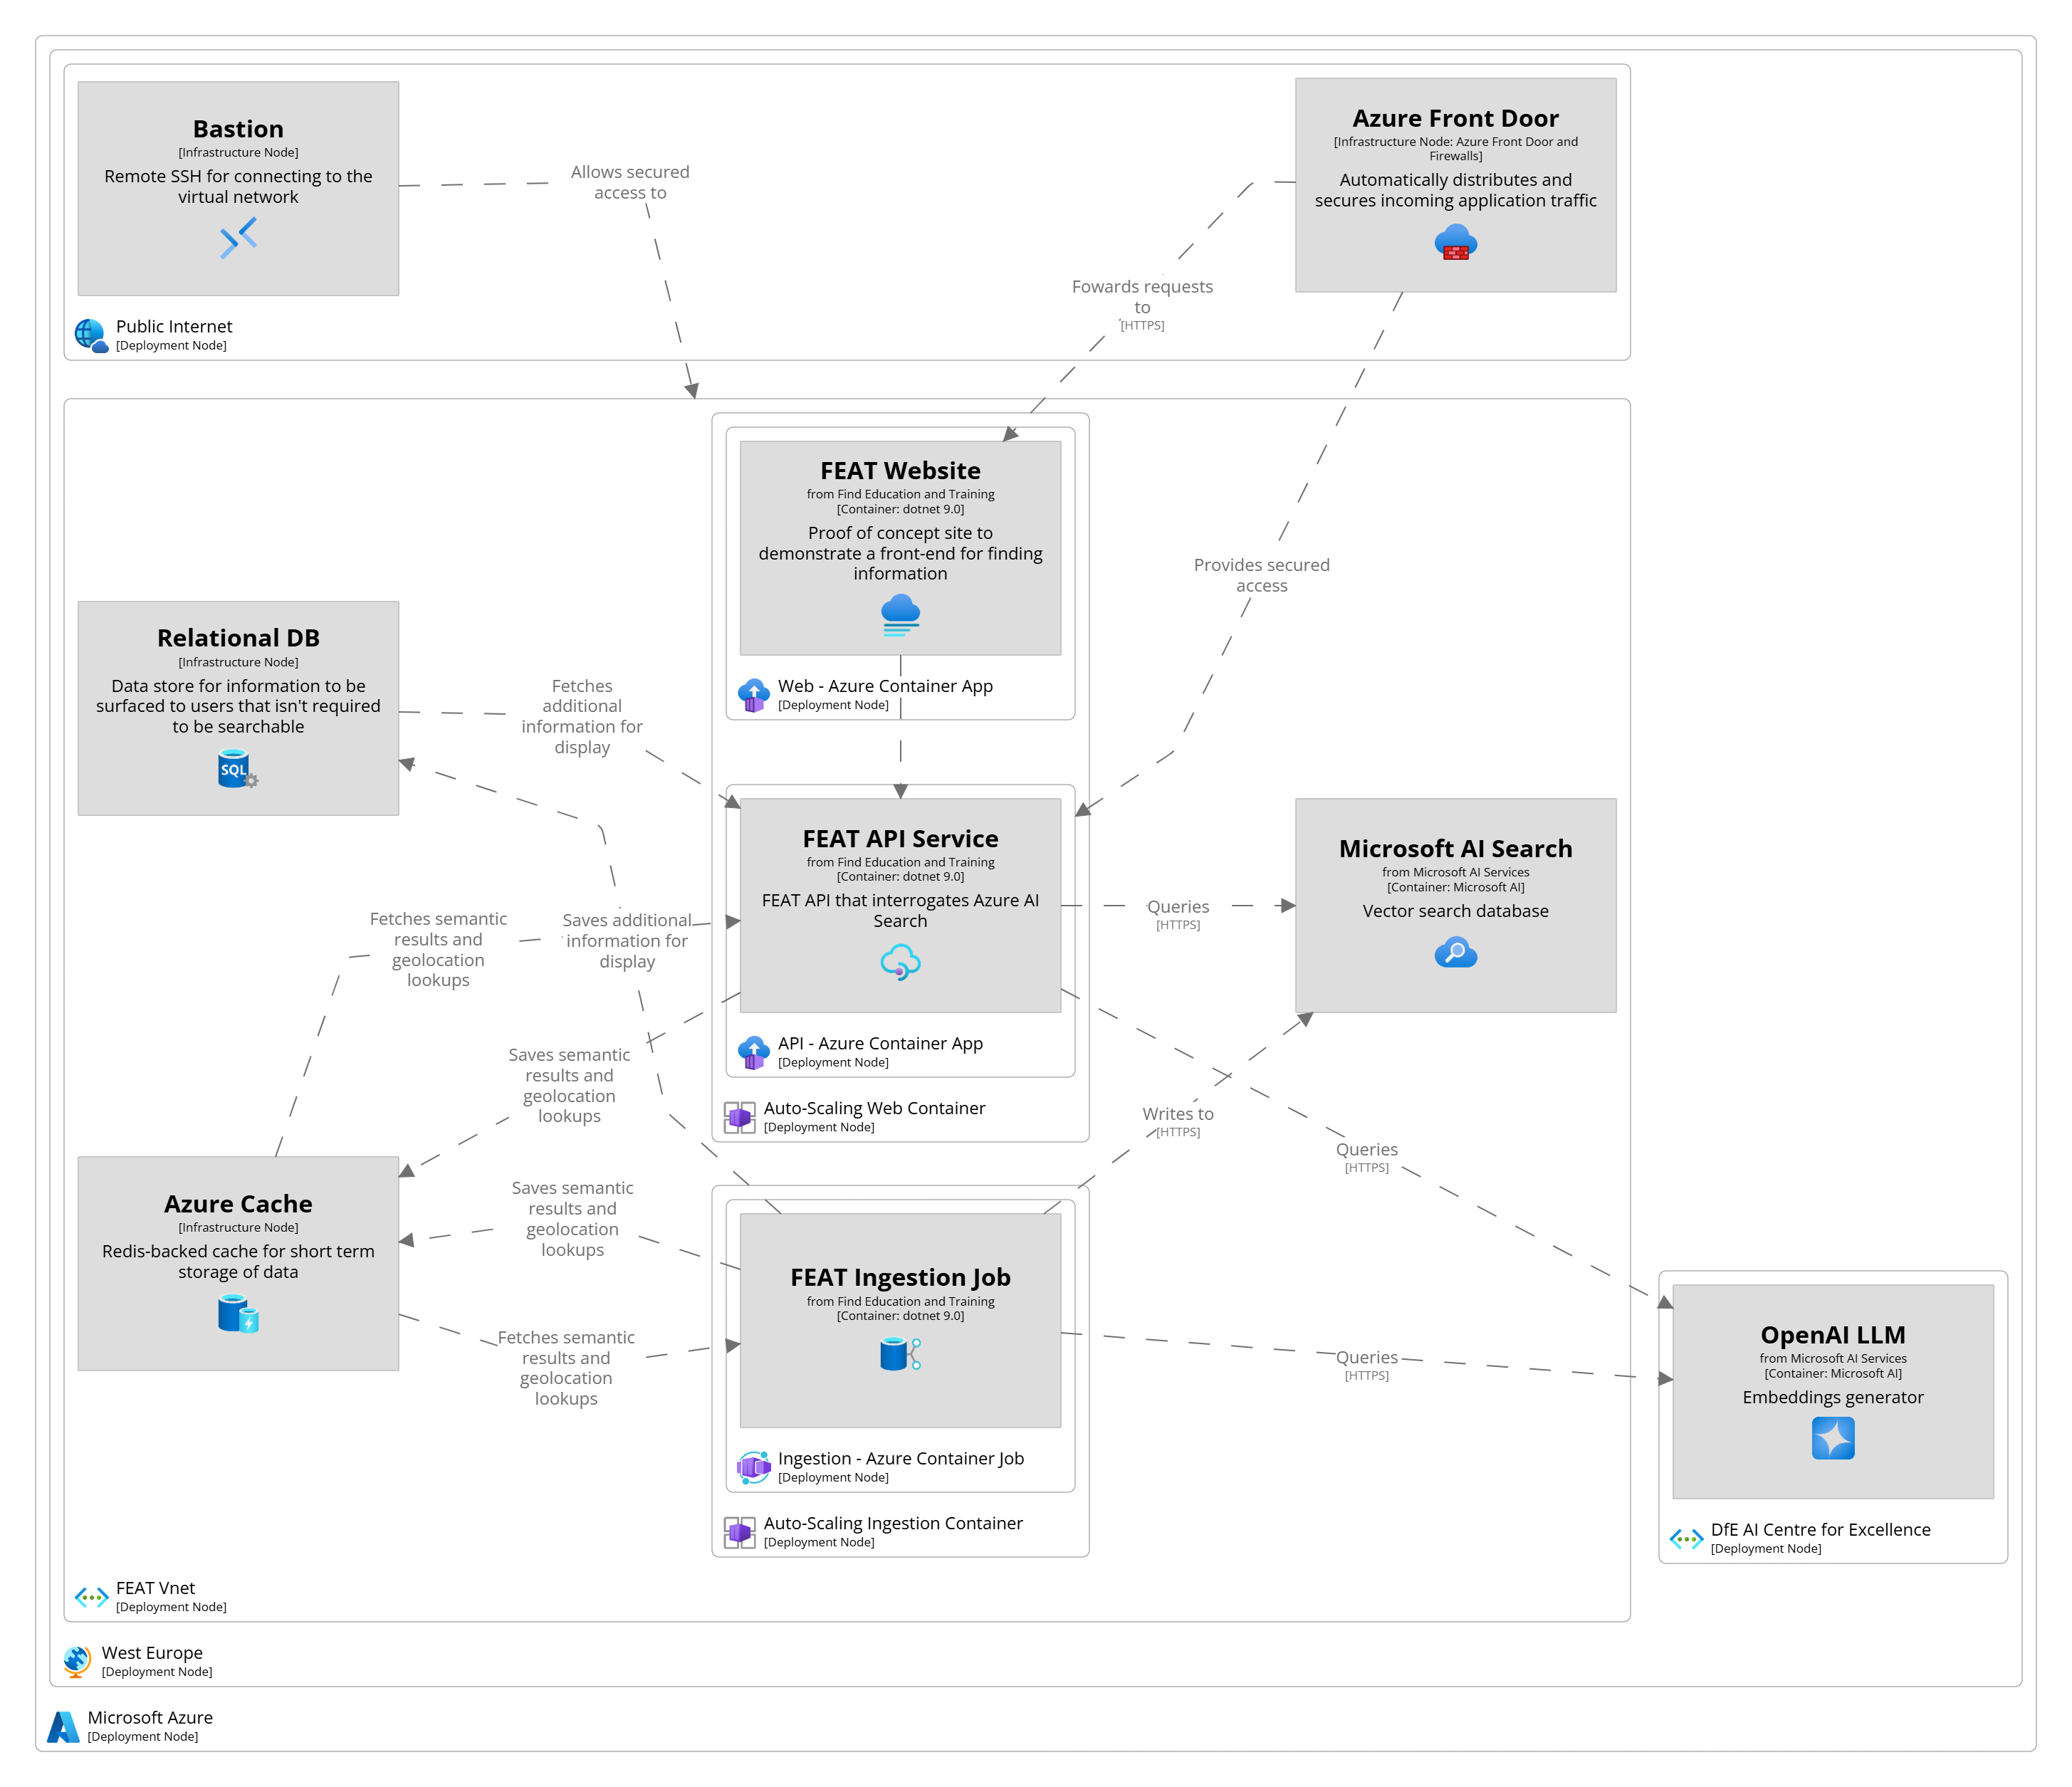 Bastion
[Infrastructure Node]
Remote SSH for connecting to the
virtual network
Azure Front Door
[Infrastructure Node: Azure Front Door and
Firewalls]
Automatically distributes and
secures incoming application traffic
Allows secured
access to
Fowards requests
to
[HTTPS]
Public Internet
[Deployment Node]
FEAT Website
from Find Education and Training
[Container: dotnet 9.0]
Proof of concept site to
demonstrate a front-end for finding
information
Provides secured
access
Web - Azure Container App
[Deployment Node]
Relational DB
[Infrastructure Node]
Data store for information to be
surfaced to users that isn't required
to be searchable
SQL
Fetches
additional
information for
display
FEAT API Service
from Find Education and Training
[Container: dotnet 9.0]
FEAT API that interrogates Azure AI
Search
Queries
[HTTPS]
Microsoft AI Search
from Microsoft AI Services
[Container: Microsoft AI]
Vector search database
Fetches semantic
results and
geolocation
lookups
Saves additional
information for
display
API - Azure Container App
[Deployment Node]
Saves semantic
results and
geolocation
lookups
Auto-Scaling Web Container
[Deployment Node]
Writes to
[HTTPS]
Queries
[HTTPS]
Azure Cache
[Infrastructure Node]
Redis-backed cache for short term
storage of data
Saves semantic
results and
geolocation
lookups
Fetches semantic
results and
geolocation
lookups
FEAT Ingestion Job
from Find Education and Training
[Container: dotnet 9.0]
Queries
[HTTPS]
OpenAI LLM
from Microsoft AI Services
[Container: Microsoft AI]
Embeddings generator
Ingestion - Azure Container Job
[Deployment Node]
Auto-Scaling Ingestion Container
[Deployment Node]
DfE AI Centre for Excellence
[Deployment Node]
FEAT Vnet
[Deployment Node]
West Europe
[Deployment Node]
Microsoft Azure
[Deployment Node]